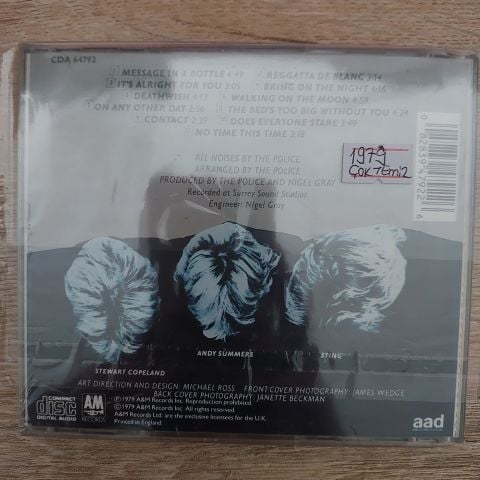 CDA 64792
MESSAGE IN A BOTTLE 4:49 REGGATTA DE BLANC 3:14
IT'S ALRIGHT FOR YOU 3:05 BRING ON THE NIGHT 4:16
DEATHWISH 4:13 WALKING ON THE MOON 4:59
ON ANY OTHER DAY 2:56 THE BED'S TOO BIG WITHOUT YOU 4:24
CONTACT 2:39 DOES EVERYONE STARE 3:49
NO TIME THIS TIME 3:18
ALL NOISES BY THE POLICE
ARRANGED BY THE POLICE
PRODUCED BY THE POLICE AND NIGEL GRAY
Recorded at Surrey Sound Studios
Engineer: Nigel Gray
1979
ÇOK TEMİZ
0 82839 47922 6
ANDY SUMMERS STING
STEWART COPELAND
ART DIRECTION AND DESIGN: MICHAEL ROSS FRONT COVER PHOTOGRAPHY: JAMES WEDGE
BACK COVER PHOTOGRAPHY: JANETTE BECKMAN
℗ 1979 A&M Records Inc. Reproduction prohibited.
© 1979 A&M Records Inc. All rights reserved.
A&M Records Ltd. are the exclusive licensees for the U.K.
Printed in England.
COMPACT
disc
DIGITAL AUDIO
A&M
RECORDS
aad